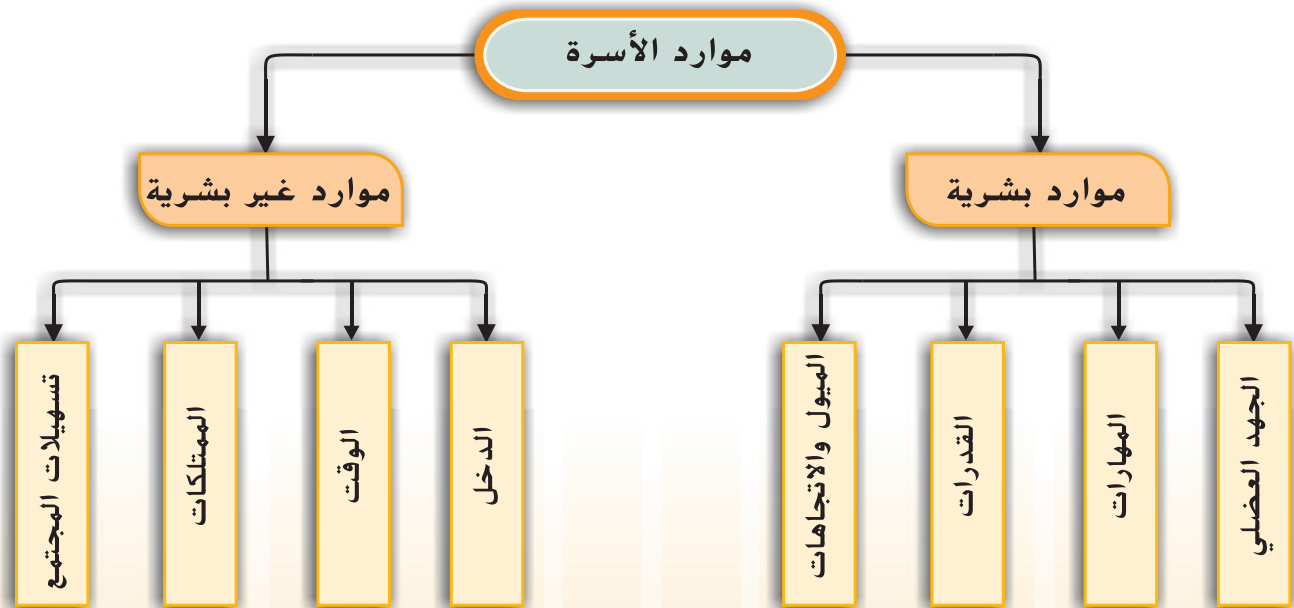 موارد الأسرة
موارد بشرية
موارد غير بشرية
الجهد العضلي
المهارات
القدرات
الميول والاتجاهات
الدخل
الوقت
الممتلكات
تسهيلات المجتمع